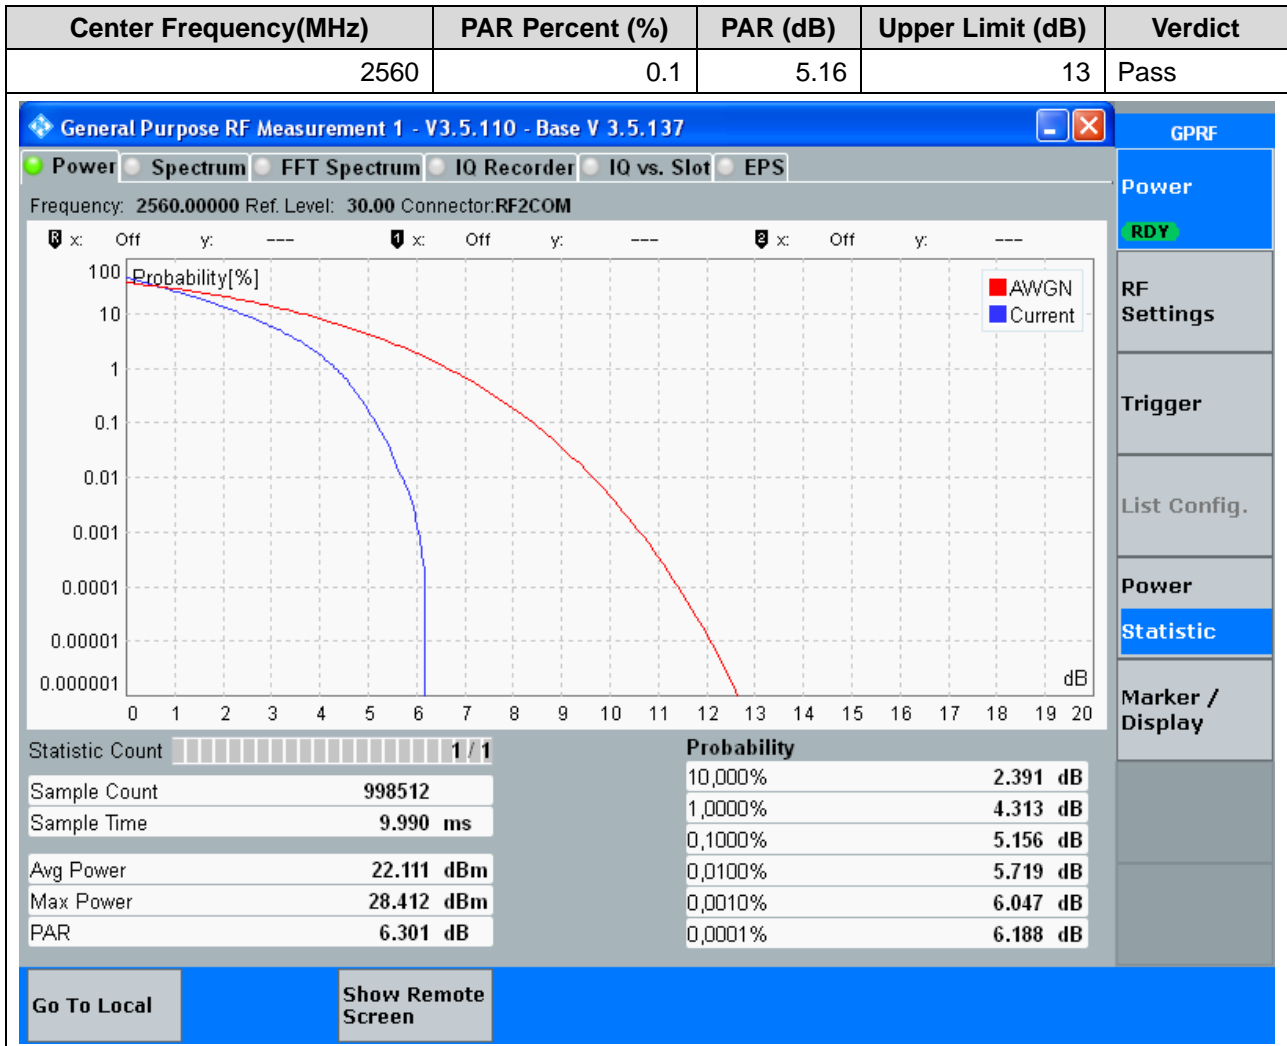 Center Frequency(MHz) PAR Percent (%) PAR (dB) Upper Limit (dB) Verdict
2560 0.1 5.16 13 Pass
General Purpose RF Measurement 1 - V3.5.110 - Base V 3.5.137
GPRF
Power Spectrum FFT Spectrum IQ Recorder IQ vs. Slot EPS
Frequency: 2560.00000 Ref. Level: 30.00 Connector:RF2COM
R x: Off y: --- 1 x: Off y: --- 2 x: Off y: ---
Probability[%]
100
10
1
0.1
0.01
0.001
0.0001
0.00001
0.000001
AWGN
Current
dB
0 1 2 3 4 5 6 7 8 9 10 11 12 13 14 15 16 17 18 19 20
Statistic Count 1 / 1
Sample Count 998512
Sample Time 9.990 ms
Avg Power 22.111 dBm
Max Power 28.412 dBm
PAR 6.301 dB
Probability
10,000% 2.391 dB
1,0000% 4.313 dB
0,1000% 5.156 dB
0,0100% 5.719 dB
0,0010% 6.047 dB
0,0001% 6.188 dB
Power
RDY
RF
Settings
Trigger
List Config.
Power
Statistic
Marker /
Display
Go To Local
Show Remote
Screen